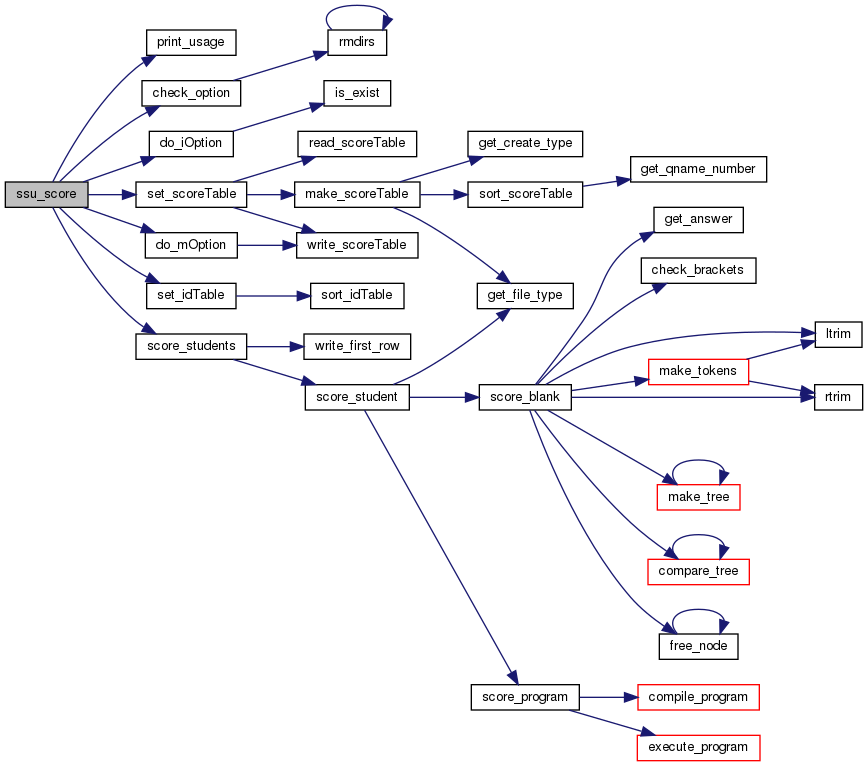 print_usage
rmdirs
check_option
is_exist
do_iOption
read_scoreTable
get_create_type
get_qname_number
ssu_score
set_scoreTable
make_scoreTable
sort_scoreTable
get_answer
do_mOption
write_scoreTable
check_brackets
set_idTable
sort_idTable
get_file_type
ltrim
score_students
write_first_row
make_tokens
score_student
score_blank
rtrim
make_tree
compare_tree
free_node
score_program
compile_program
execute_program